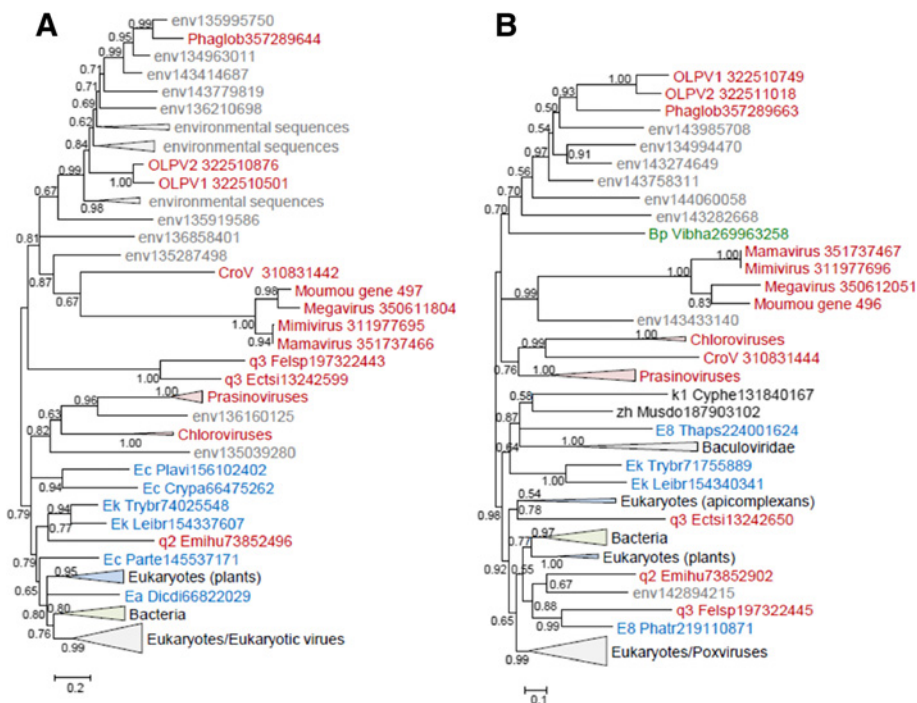 A
0.99
env135995750
0.95
Phaglob357289644
0.99
env134963011
0.71
env143414687
0.71
env143779819
0.69
env136210698
0.62
environmental sequences
0.84
environmental sequences
OLPV2 322510876
0.99
1.00
OLPV1 322510501
0.98
environmental sequences
0.67
env135919586
0.81
env136858401
0.87
env135287498
CroV 310831442
0.67
0.98
Moumou gene 497
Megavirus 350611804
1.00
Mimivirus 311977695
0.94
Mamavirus 351737466
q3 Felsp197322443
1.00
q3 Ectsi13242599
1.00
Prasinoviruses
0.96
0.63
env136160125
0.82
Chloroviruses
1.00
env135039280
Ec Plavi156102402
0.94
Ec Crypa66475262
0.79
Ek Trybr74025548
0.94
Ek Leibr154337607
0.77
q2 Emihu73852496
0.79
Ec Parte145537171
0.95
Eukaryotes (plants)
0.65
Ea Dicdi66822029
0.80
0.80
Bacteria
0.76
Eukaryotes/Eukaryotic virues
0.99
0.2
B
1.00
OLPV1 322510749
0.93
OLPV2 322511018
0.50
Phaglob357289663
0.54
env143985708
env134994470
0.97
0.91
env143274649
0.56
env143758311
0.70
env144060058
0.70
env143282668
Bp Vibha269963258
Mamavirus 351737467
1.00
1.00
Mimivirus 311977696
Megavirus 350612051
0.83
Moumou gene 496
0.99
env143433140
0.99
1.00
Chloroviruses
CroV 310831444
0.76
1.00
Prasinoviruses
0.58
k1 Cyphe131840167
0.87
zh Musdo187903102
E8 Thaps224001624
0.64
1.00
Baculoviridae
Ek Trybr71755889
1.00
Ek Leibr154340341
0.54
Eukaryotes (apicomplexans)
0.98
0.78
q3 Ectsi13242650
0.97
Bacteria
0.77
Eukaryotes (plants)
0.92
0.55
1.00
q2 Emihu73852902
0.67
env142894215
0.88
q3 Felsp197322445
0.65
0.99
E8 Phatr219110871
Eukaryotes/Poxviruses
0.99
0.1